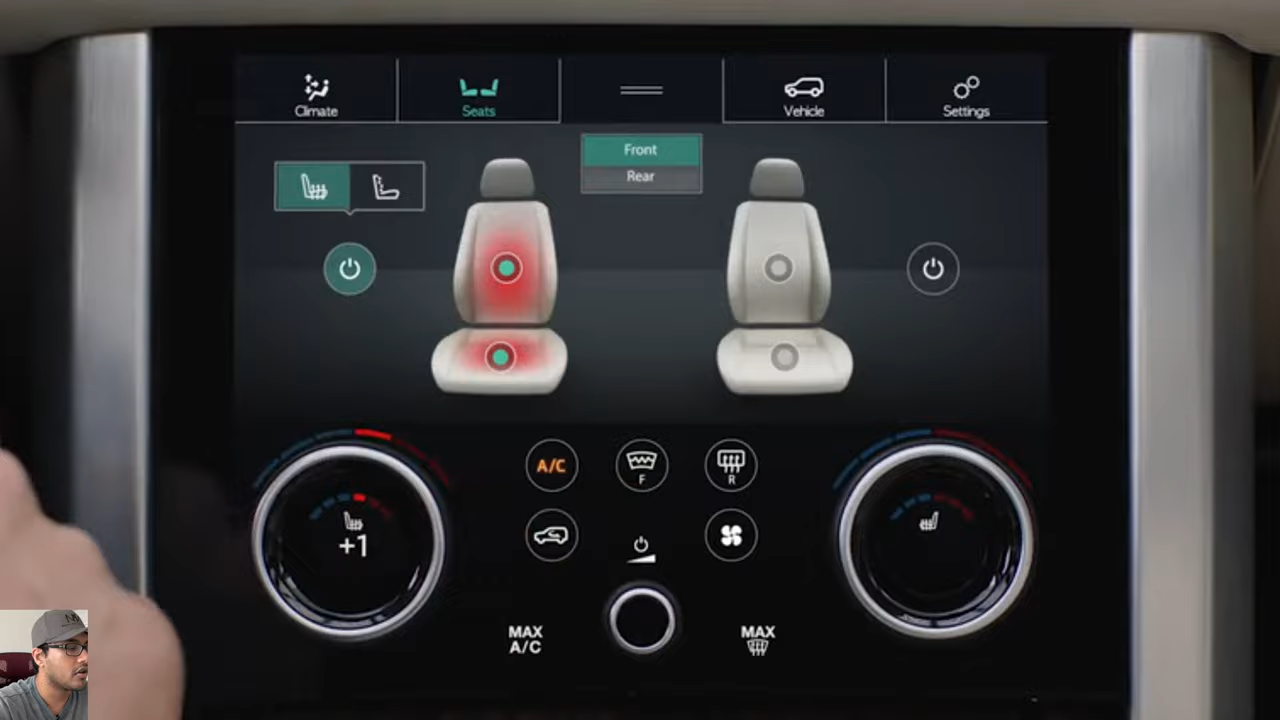 Climate
Seats
Vehicle
Settings
Front
Rear
A/C
F
R
+1
MAX
A/C
MAX